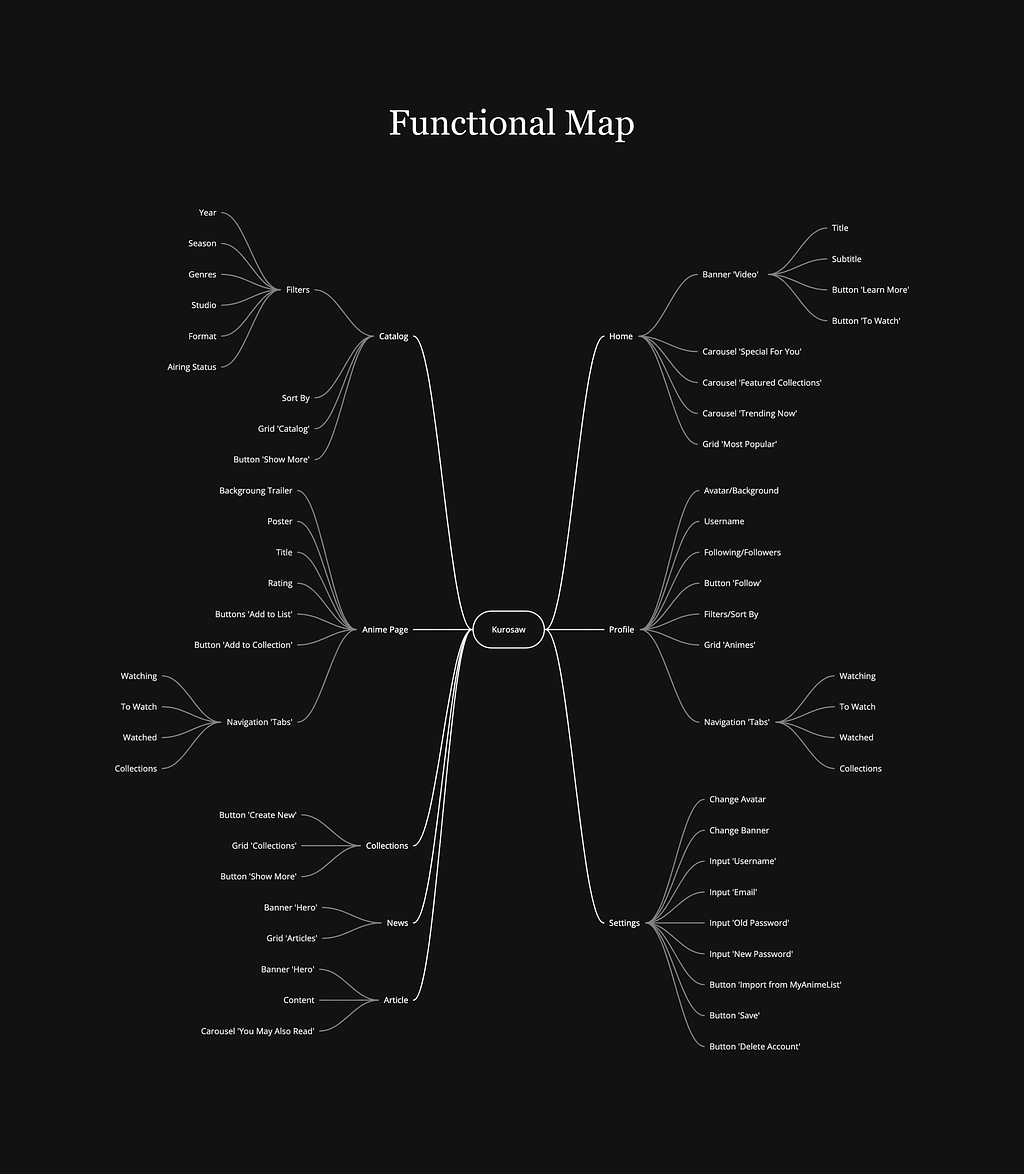 Functional Map
Kurosaw
Catalog
Filters
Year
Season
Genres
Studio
Format
Airing Status
Sort By
Grid 'Catalog'
Button 'Show More'
Anime Page
Backgroung Trailer
Poster
Title
Rating
Buttons 'Add to List'
Button 'Add to Collection'
Navigation 'Tabs'
Watching
To Watch
Watched
Collections
Collections
Button 'Create New'
Grid 'Collections'
Button 'Show More'
News
Banner 'Hero'
Grid 'Articles'
Article
Banner 'Hero'
Content
Carousel 'You May Also Read'
Home
Banner 'Video'
Title
Subtitle
Button 'Learn More'
Button 'To Watch'
Carousel 'Special For You'
Carousel 'Featured Collections'
Carousel 'Trending Now'
Grid 'Most Popular'
Profile
Avatar/Background
Username
Following/Followers
Button 'Follow'
Filters/Sort By
Grid 'Animes'
Navigation 'Tabs'
Watching
To Watch
Watched
Collections
Settings
Change Avatar
Change Banner
Input 'Username'
Input 'Email'
Input 'Old Password'
Input 'New Password'
Button 'Import from MyAnimeList'
Button 'Save'
Button 'Delete Account'